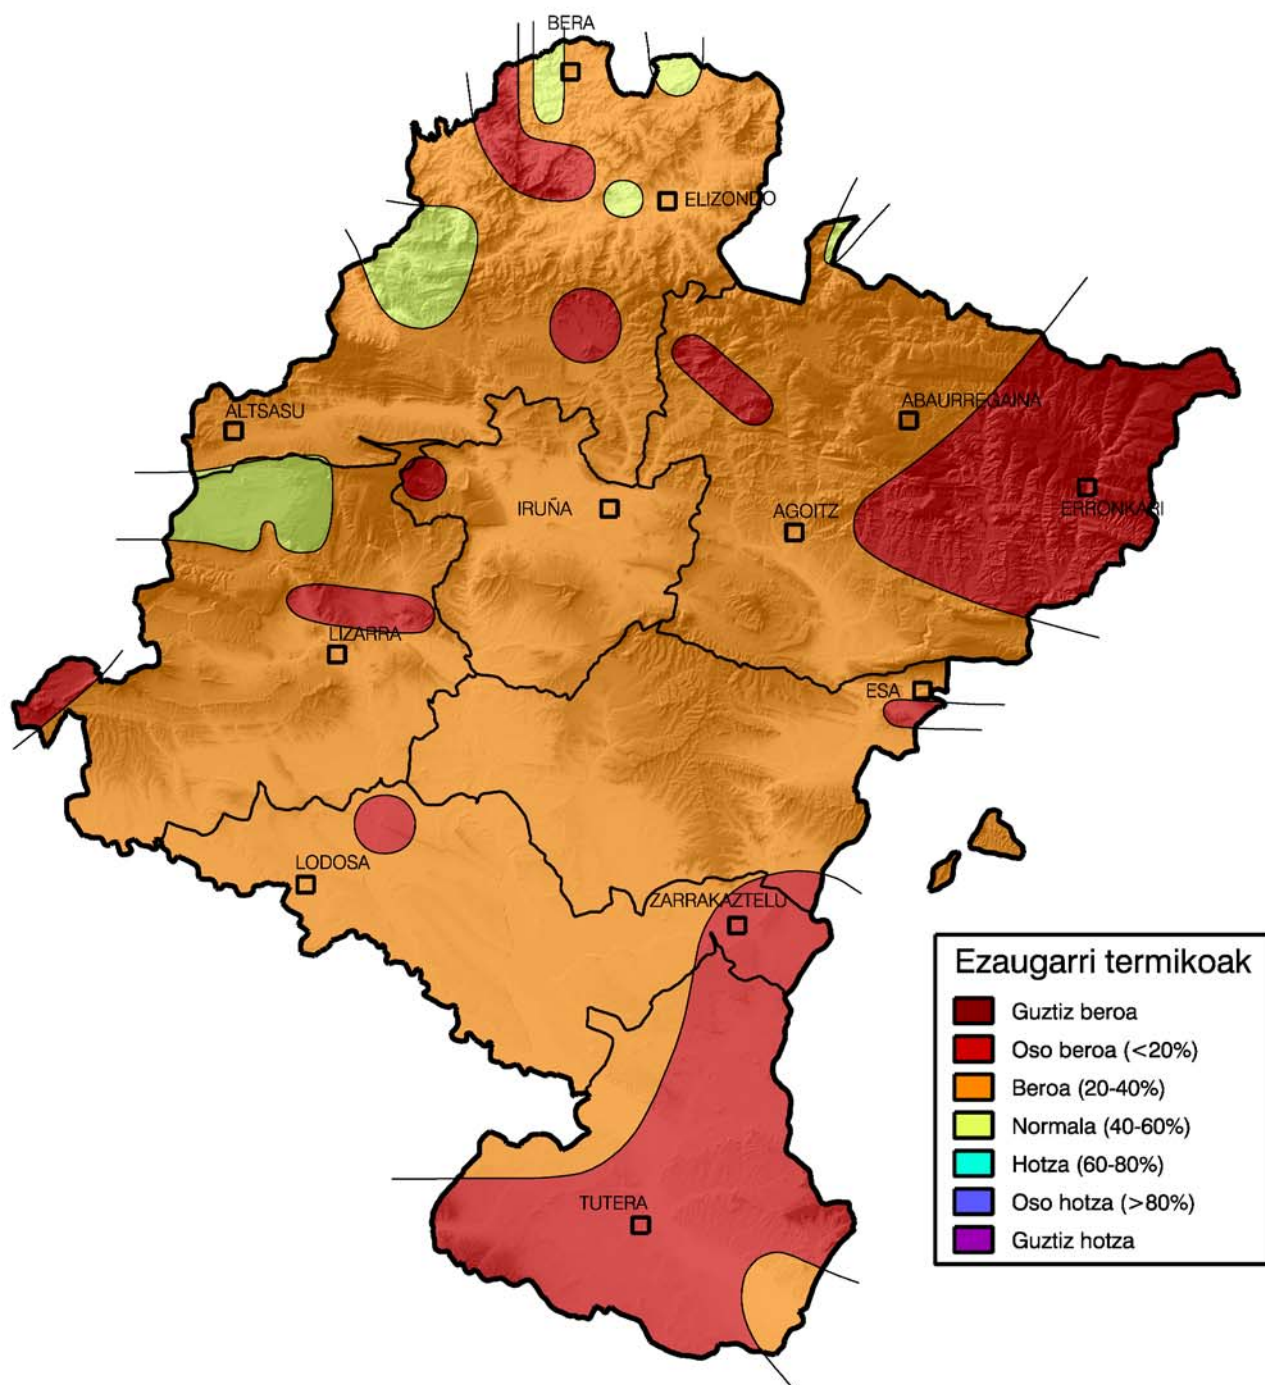 BERA
ELIZONDO
ALTSASU
ABAURREGAINA
IRUÑA
AGOITZ
ERRONKARI
LIZARRA
ESA
LODOSA
ZARRAKAZTELU
TUTERA
Ezaugarri termikoak
Guztiz beroa
Oso beroa (<20%)
Beroa (20-40%)
Normala (40-60%)
Hotza (60-80%)
Oso hotza (>80%)
Guztiz hotza